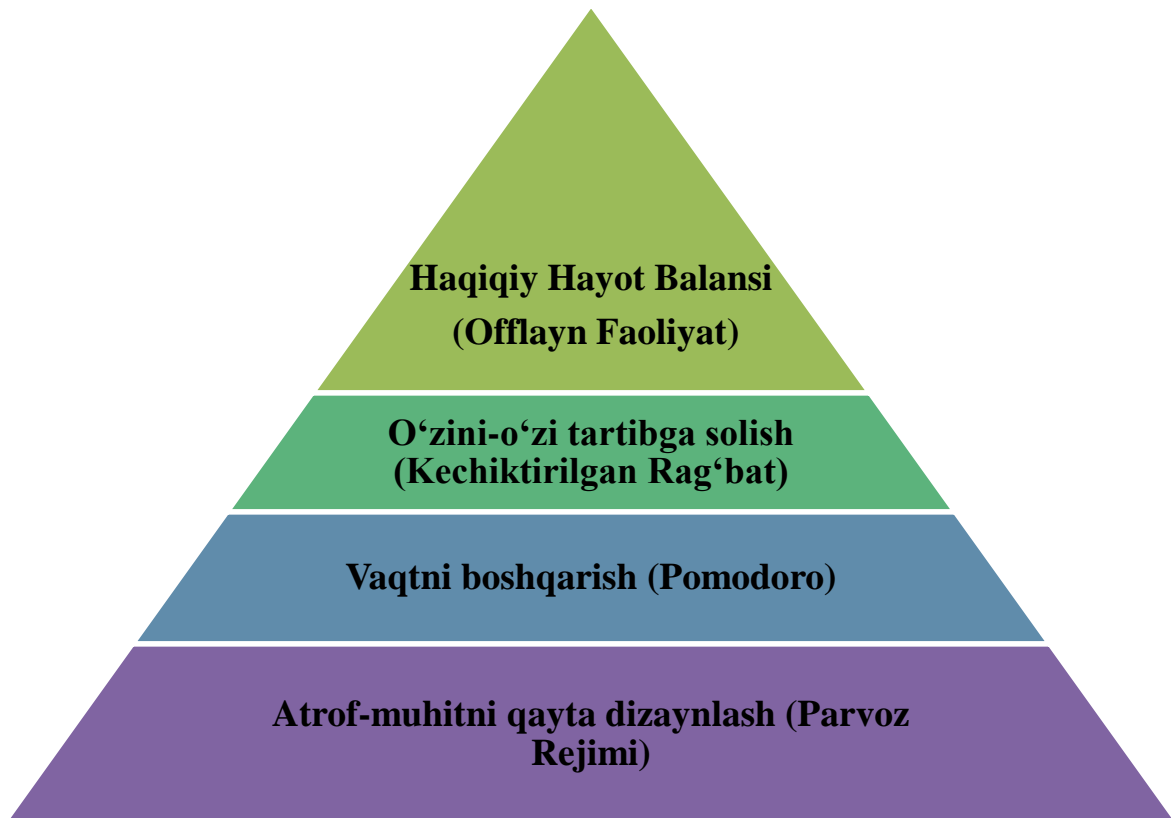 Haqiqiy Hayot Balansi
(Offlayn Faoliyat)
O‘zini-o‘zi tartibga solish
(Kechiktirilgan Rag‘bat)
Vaqtni boshqarish (Pomodoro)
Atrof-muhitni qayta dizaynlash (Parvoz
Rejimi)